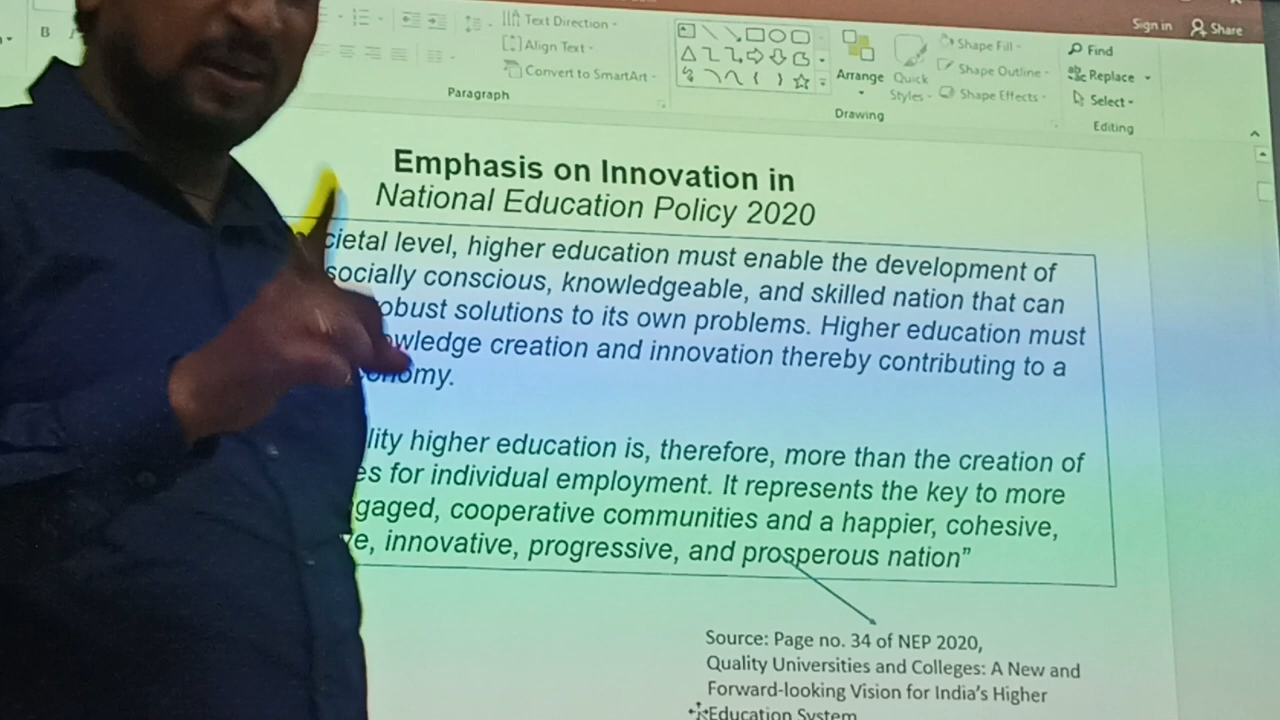 Sign in Share
B
Text Direction
Align Text
Convert to SmartArt
Paragraph
Arrange
Quick
Styles
Drawing
Shape Fill
Shape Outline
Shape Effects
Find
Replace
Select
Editing
Emphasis on Innovation in
National Education Policy 2020
cietal level, higher education must enable the development of
socially conscious, knowledgeable, and skilled nation that can
obust solutions to its own problems. Higher education must
wledge creation and innovation thereby contributing to a
onomy.
lity higher education is, therefore, more than the creation of
es for individual employment. It represents the key to more
gaged, cooperative communities and a happier, cohesive,
e, innovative, progressive, and prosperous nation”
Source: Page no. 34 of NEP 2020,
Quality Universities and Colleges: A New and
Forward-looking Vision for India’s Higher
Education System